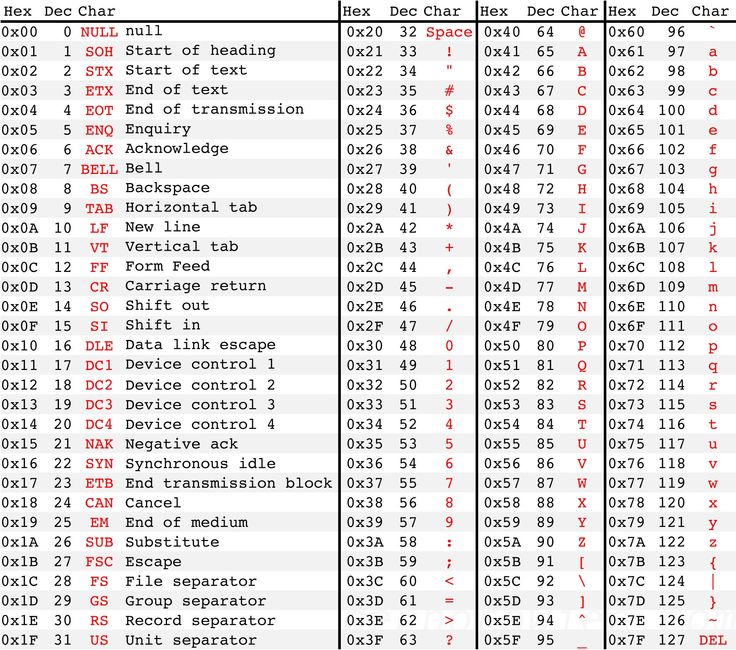 Hex Dec Char Hex Dec Char Hex Dec Char Hex Dec Char
0x00 0 NULL null 0x20 32 Space 0x40 64 @ 0x60 96 `
0x01 1 SOH Start of heading 0x21 33 ! 0x41 65 A 0x61 97 a
0x02 2 STX Start of text 0x22 34 " 0x42 66 B 0x62 98 b
0x03 3 ETX End of text 0x23 35 # 0x43 67 C 0x63 99 c
0x04 4 EOT End of transmission 0x24 36 $ 0x44 68 D 0x64 100 d
0x05 5 ENQ Enquiry 0x25 37 % 0x45 69 E 0x65 101 e
0x06 6 ACK Acknowledge 0x26 38 & 0x46 70 F 0x66 102 f
0x07 7 BELL Bell 0x27 39 ' 0x47 71 G 0x67 103 g
0x08 8 BS Backspace 0x28 40 ( 0x48 72 H 0x68 104 h
0x09 9 TAB Horizontal tab 0x29 41 ) 0x49 73 I 0x69 105 i
0x0A 10 LF New line 0x2A 42 * 0x4A 74 J 0x6A 106 j
0x0B 11 VT Vertical tab 0x2B 43 + 0x4B 75 K 0x6B 107 k
0x0C 12 FF Form Feed 0x2C 44 , 0x4C 76 L 0x6C 108 l
0x0D 13 CR Carriage return 0x2D 45 - 0x4D 77 M 0x6D 109 m
0x0E 14 SO Shift out 0x2E 46 . 0x4E 78 N 0x6E 110 n
0x0F 15 SI Shift in 0x2F 47 / 0x4F 79 O 0x6F 111 o
0x10 16 DLE Data link escape 0x30 48 0 0x50 80 P 0x70 112 p
0x11 17 DC1 Device control 1 0x31 49 1 0x51 81 Q 0x71 113 q
0x12 18 DC2 Device control 2 0x32 50 2 0x52 82 R 0x72 114 r
0x13 19 DC3 Device control 3 0x33 51 3 0x53 83 S 0x73 115 s
0x14 20 DC4 Device control 4 0x34 52 4 0x54 84 T 0x74 116 t
0x15 21 NAK Negative ack 0x35 53 5 0x55 85 U 0x75 117 u
0x16 22 SYN Synchronous idle 0x36 54 6 0x56 86 V 0x76 118 v
0x17 23 ETB End transmission block 0x37 55 7 0x57 87 W 0x77 119 w
0x18 24 CAN Cancel 0x38 56 8 0x58 88 X 0x78 120 x
0x19 25 EM End of medium 0x39 57 9 0x59 89 Y 0x79 121 y
0x1A 26 SUB Substitute 0x3A 58 : 0x5A 90 Z 0x7A 122 z
0x1B 27 FSC Escape 0x3B 59 ; 0x5B 91 [ 0x7B 123 {
0x1C 28 FS File separator 0x3C 60 < 0x5C 92 \ 0x7C 124 |
0x1D 29 GS Group separator 0x3D 61 = 0x5D 93 ] 0x7D 125 }
0x1E 30 RS Record separator 0x3E 62 > 0x5E 94 ^ 0x7E 126 ~
0x1F 31 US Unit separator 0x3F 63 ? 0x5F 95 _ 0x7F 127 DEL